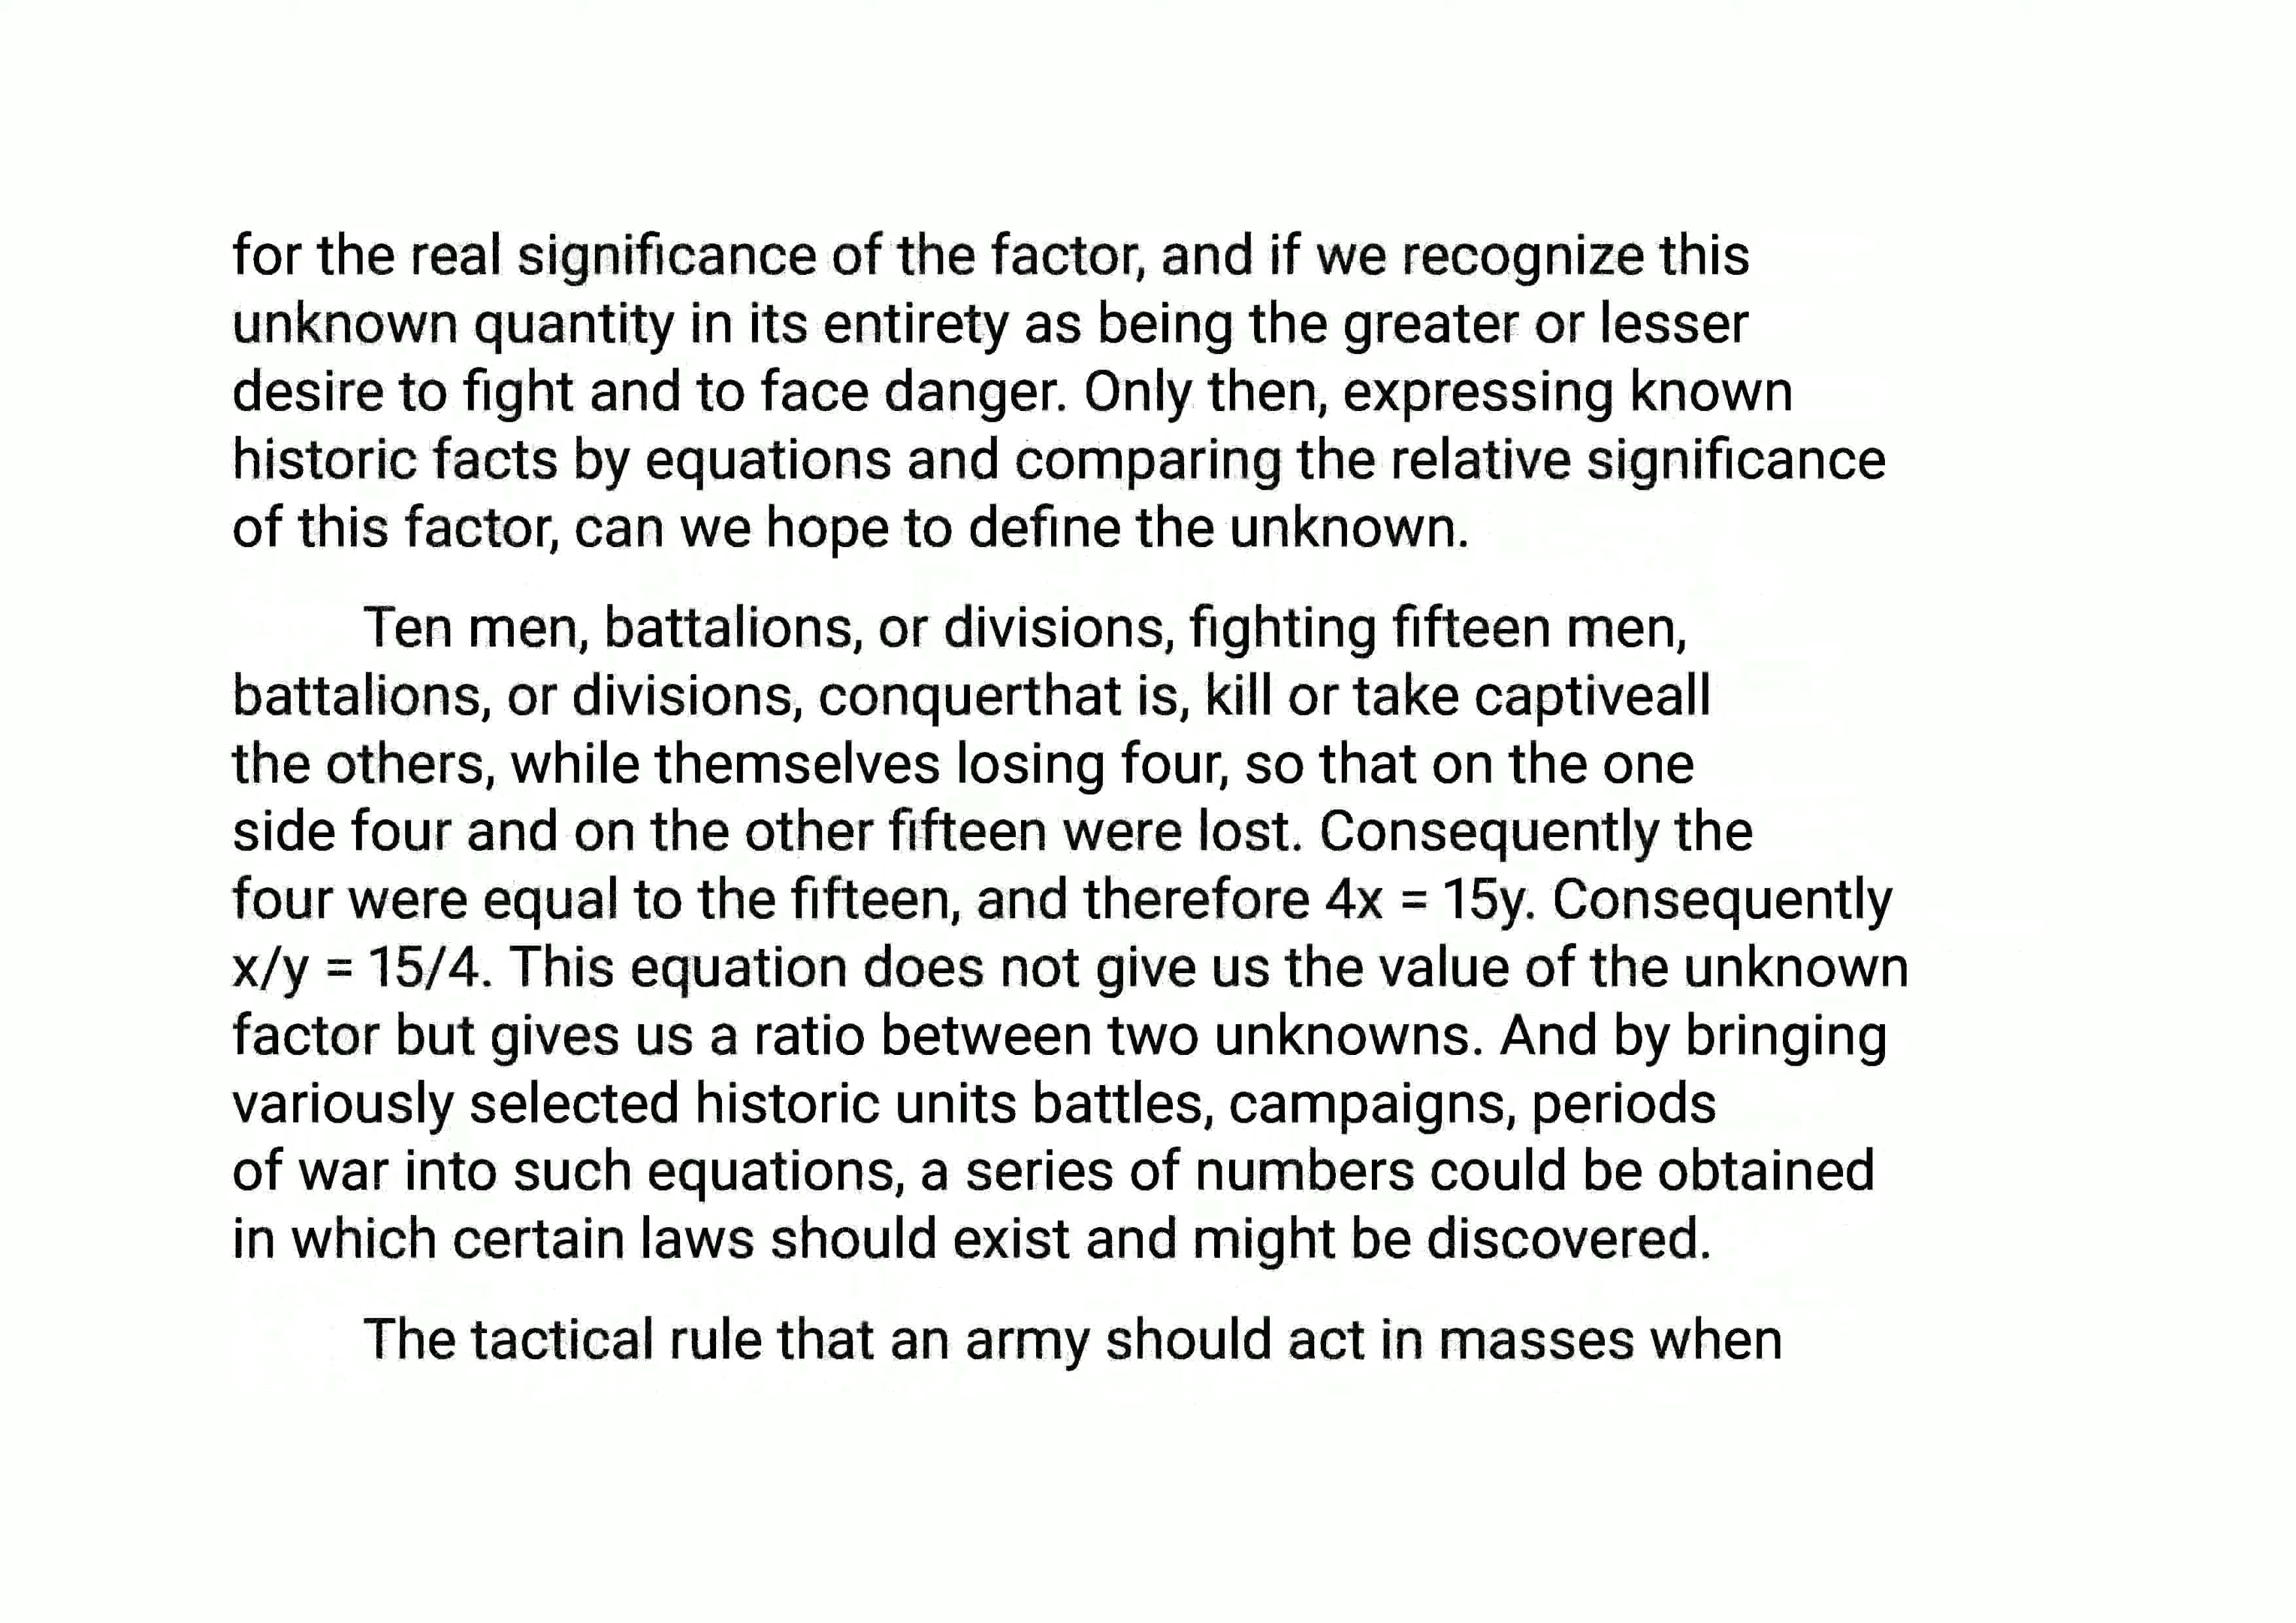 for the real significance of the factor, and if we recognize this
unknown quantity in its entirety as being the greater or lesser
desire to fight and to face danger. Only then, expressing known
historic facts by equations and comparing the relative significance
of this factor, can we hope to define the unknown.
Ten men, battalions, or divisions, fighting fifteen men,
battalions, or divisions, conquerthat is, kill or take captiveall
the others, while themselves losing four, so that on the one
side four and on the other fifteen were lost. Consequently the
four were equal to the fifteen, and therefore 4x = 15y. Consequently
x/y = 15/4. This equation does not give us the value of the unknown
factor but gives us a ratio between two unknowns. And by bringing
variously selected historic units battles, campaigns, periods
of war into such equations, a series of numbers could be obtained
in which certain laws should exist and might be discovered.
The tactical rule that an army should act in masses when